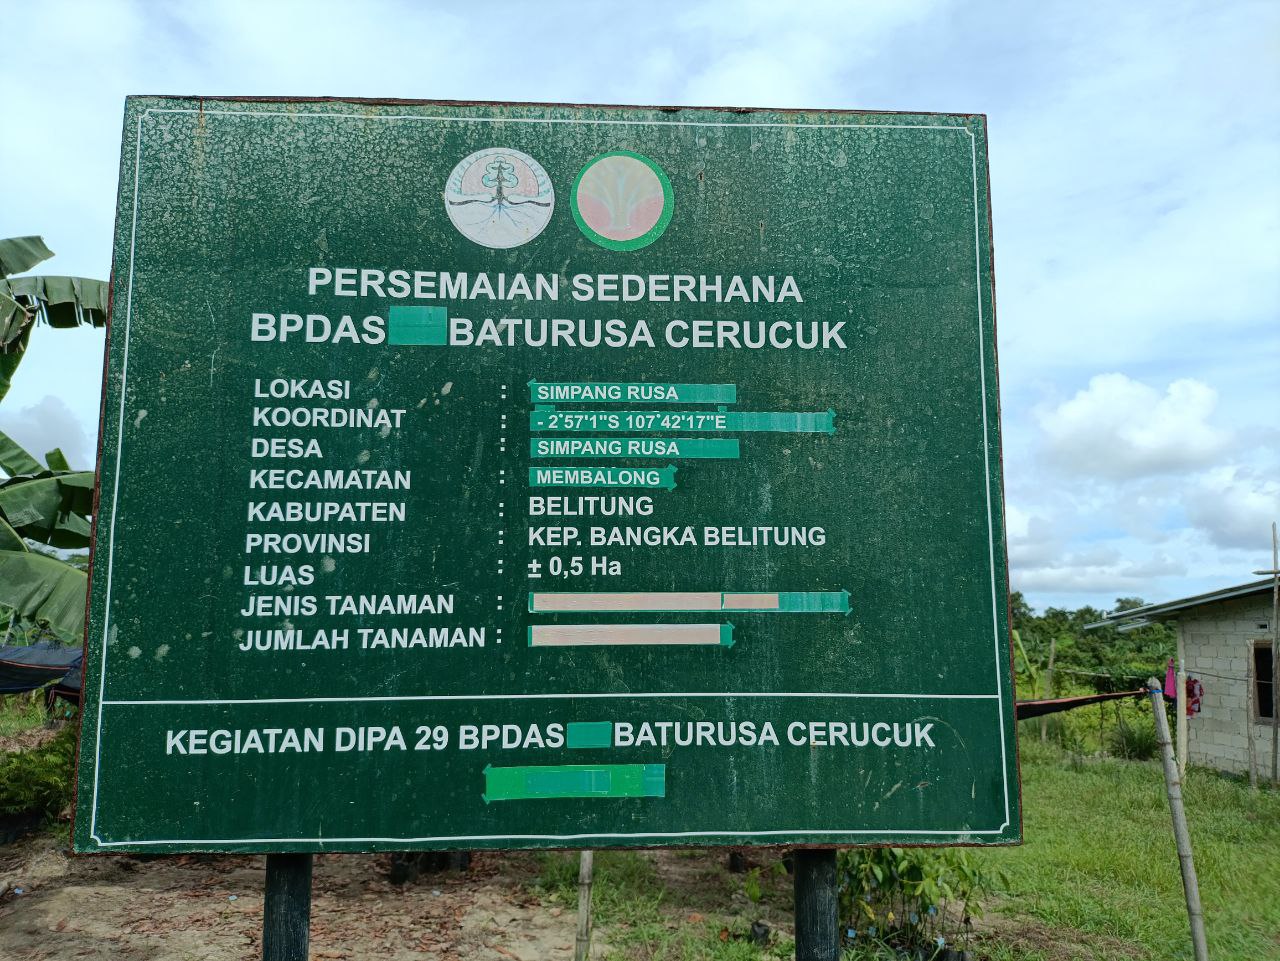 PERSEMAIAN SEDERHANA
BPDAS BATURUSA CERUCUK
LOKASI : SIMPANG RUSA
KOORDINAT : - 2°57'1"S 107°42'17"E
DESA : SIMPANG RUSA
KECAMATAN : MEMBALONG
KABUPATEN : BELITUNG
PROVINSI : KEP. BANGKA BELITUNG
LUAS : ± 0,5 Ha
JENIS TANAMAN :
JUMLAH TANAMAN :
KEGIATAN DIPA 29 BPDAS BATURUSA CERUCUK